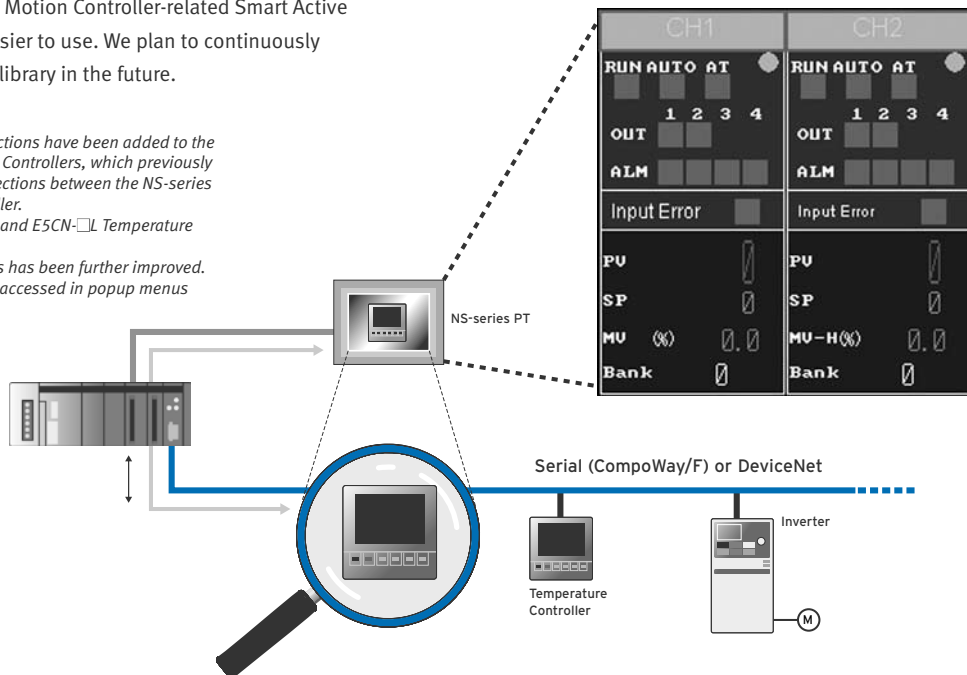 Motion Controller-related Smart Active
sier to use. We plan to continuously
library in the future.
ctions have been added to the
Controllers, which previously
ections between the NS-series
ller.
and E5CN-□L Temperature
s has been further improved.
accessed in popup menus
CH1
RUN AUTO AT
1 2 3 4
OUT
ALM
Input Error
PV 0
SP 0
MV (%) 0.0
Bank 0
CH2
RUN AUTO AT
1 2 3 4
OUT
ALM
Input Error
PV 0
SP 0
MV-H(%) 0.0
Bank 0
NS-series PT
Serial (CompoWay/F) or DeviceNet
Temperature
Controller
Inverter
M